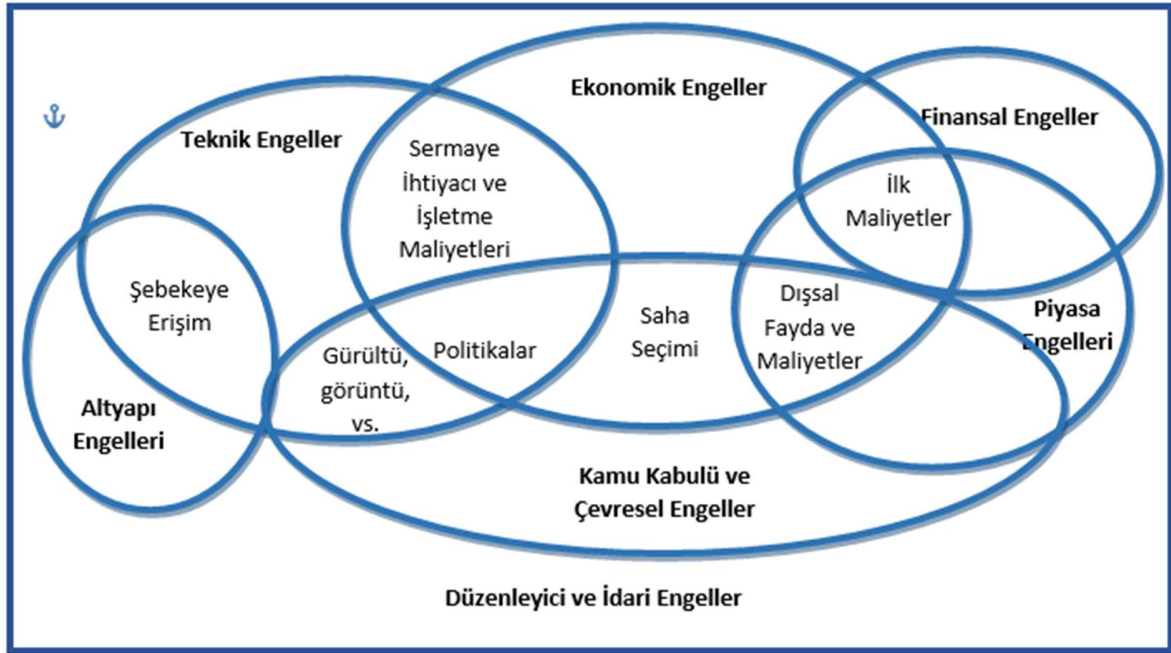 Ekonomik Engeller
Finansal Engeller
Teknik Engeller
Sermaye
İhtiyacı ve
İşletme
Maliyetleri
İlk
Maliyetler
Şebekeye
Erişim
Saha
Seçimi
Dışsal
Fayda ve
Maliyetler
Piyasa
Engelleri
Gürültü,
görüntü,
vs.
Politikalar
Altyapı
Engelleri
Kamu Kabulü ve
Çevresel Engeller
Düzenleyici ve İdari Engeller